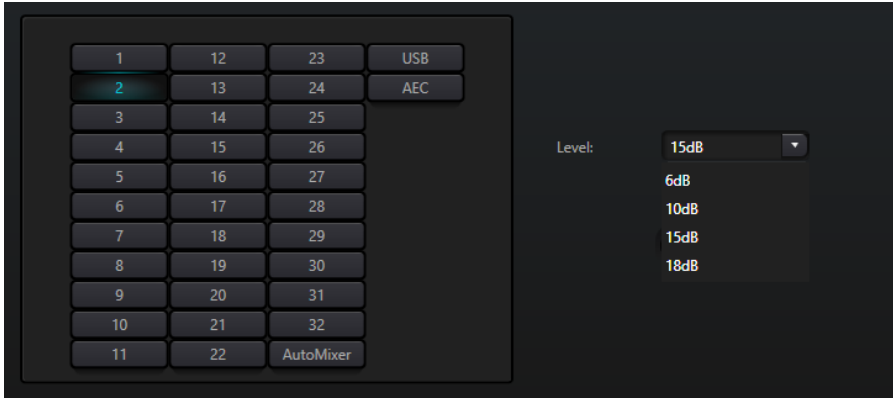 1 12 23 USB
2 13 24 AEC
3 14 25
4 15 26
5 16 27
6 17 28
7 18 29
8 19 30
9 20 31
10 21 32
11 22 AutoMixer
Level: 15dB
6dB
10dB
15dB
18dB